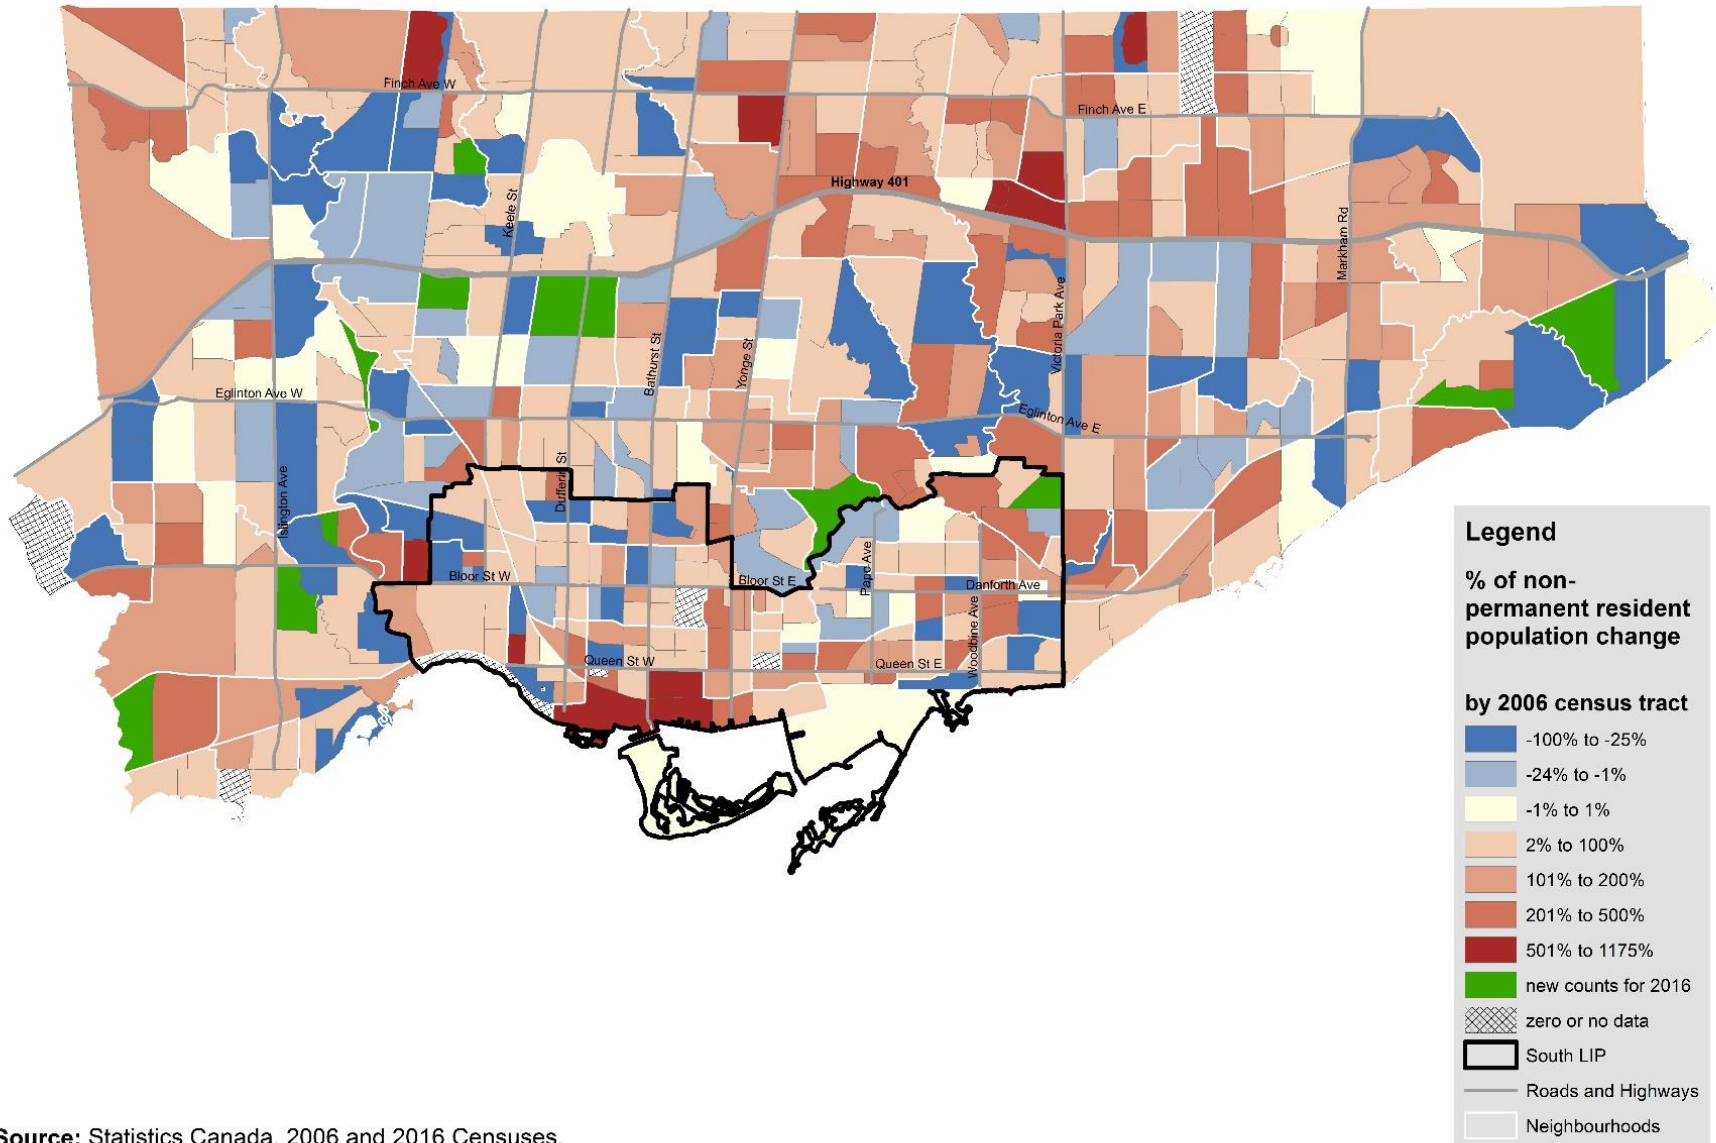 Finch Ave W
Finch Ave E
Highway 401
Keele St
Markham Rd
Victoria Park Ave
Bathurst St
Yonge St
Eglinton Ave W
Eglinton Ave E
Islington Ave
Dufferin St
Pape Ave
Bloor St W
Bloor St E
Danforth Ave
Woodbine Ave
Queen St W
Queen St E
Legend
% of non-
permanent resident
population change
by 2006 census tract
-100% to -25%
-24% to -1%
-1% to 1%
2% to 100%
101% to 200%
201% to 500%
501% to 1175%
new counts for 2016
zero or no data
South LIP
Roads and Highways
Neighbourhoods
Source: Statistics Canada, 2006 and 2016 Censuses.